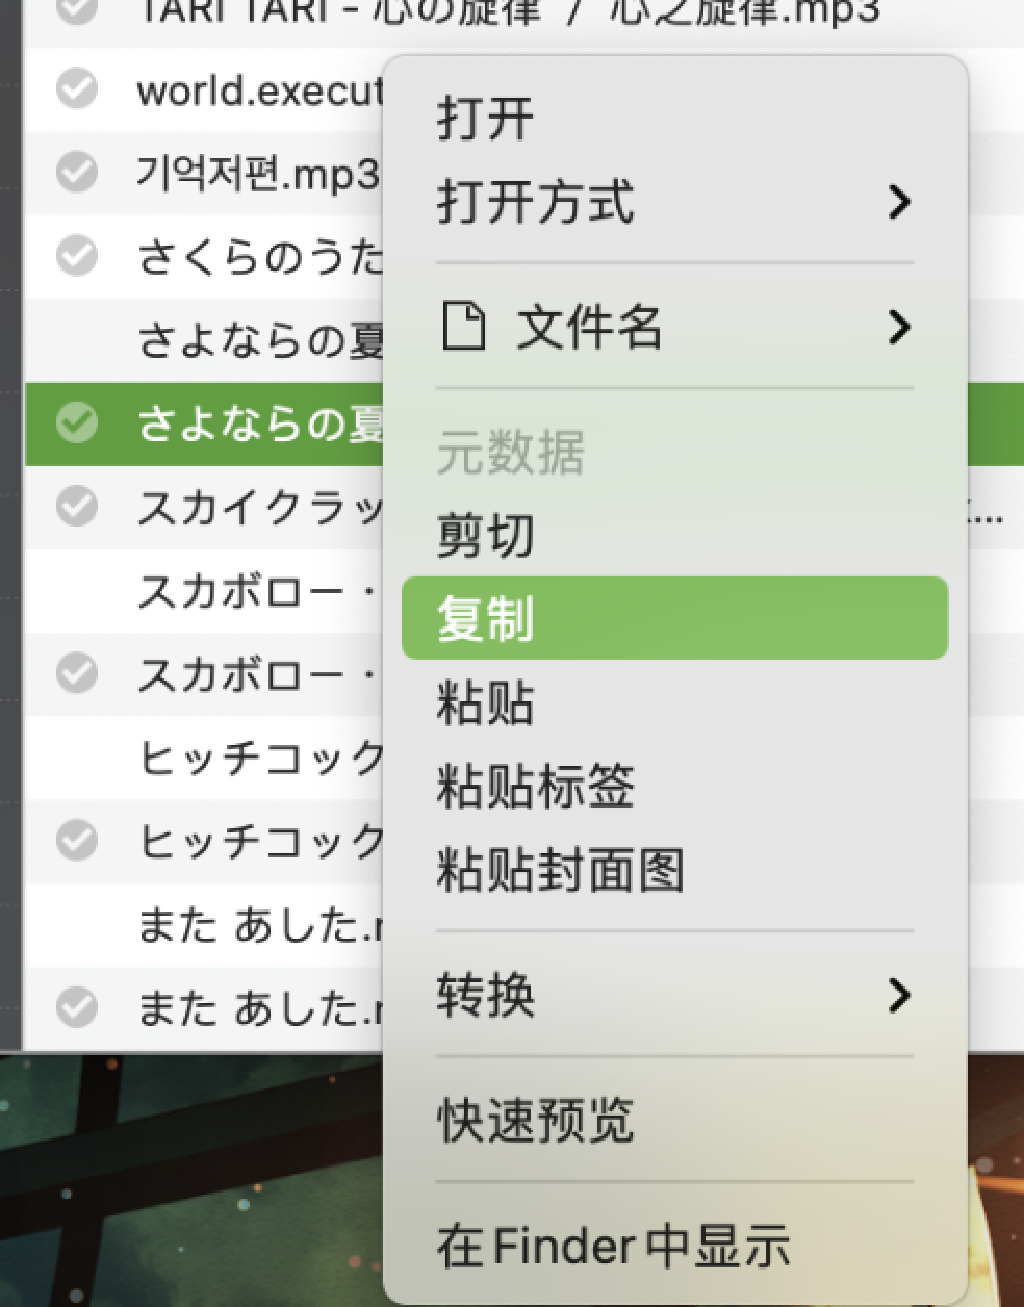 TARI TARI - 心の旋律 / 心之旋律.mp3
world.execut
기억저편.mp3
さくらのうた
さよならの夏
さよならの夏
スカイクラッ
スカボロー・
スカボロー・
ヒッチコック
ヒッチコック
また あした.
また あした.
打开
打开方式
文件名
元数据
剪切
复制
粘贴
粘贴标签
粘贴封面图
转换
快速预览
在Finder中显示